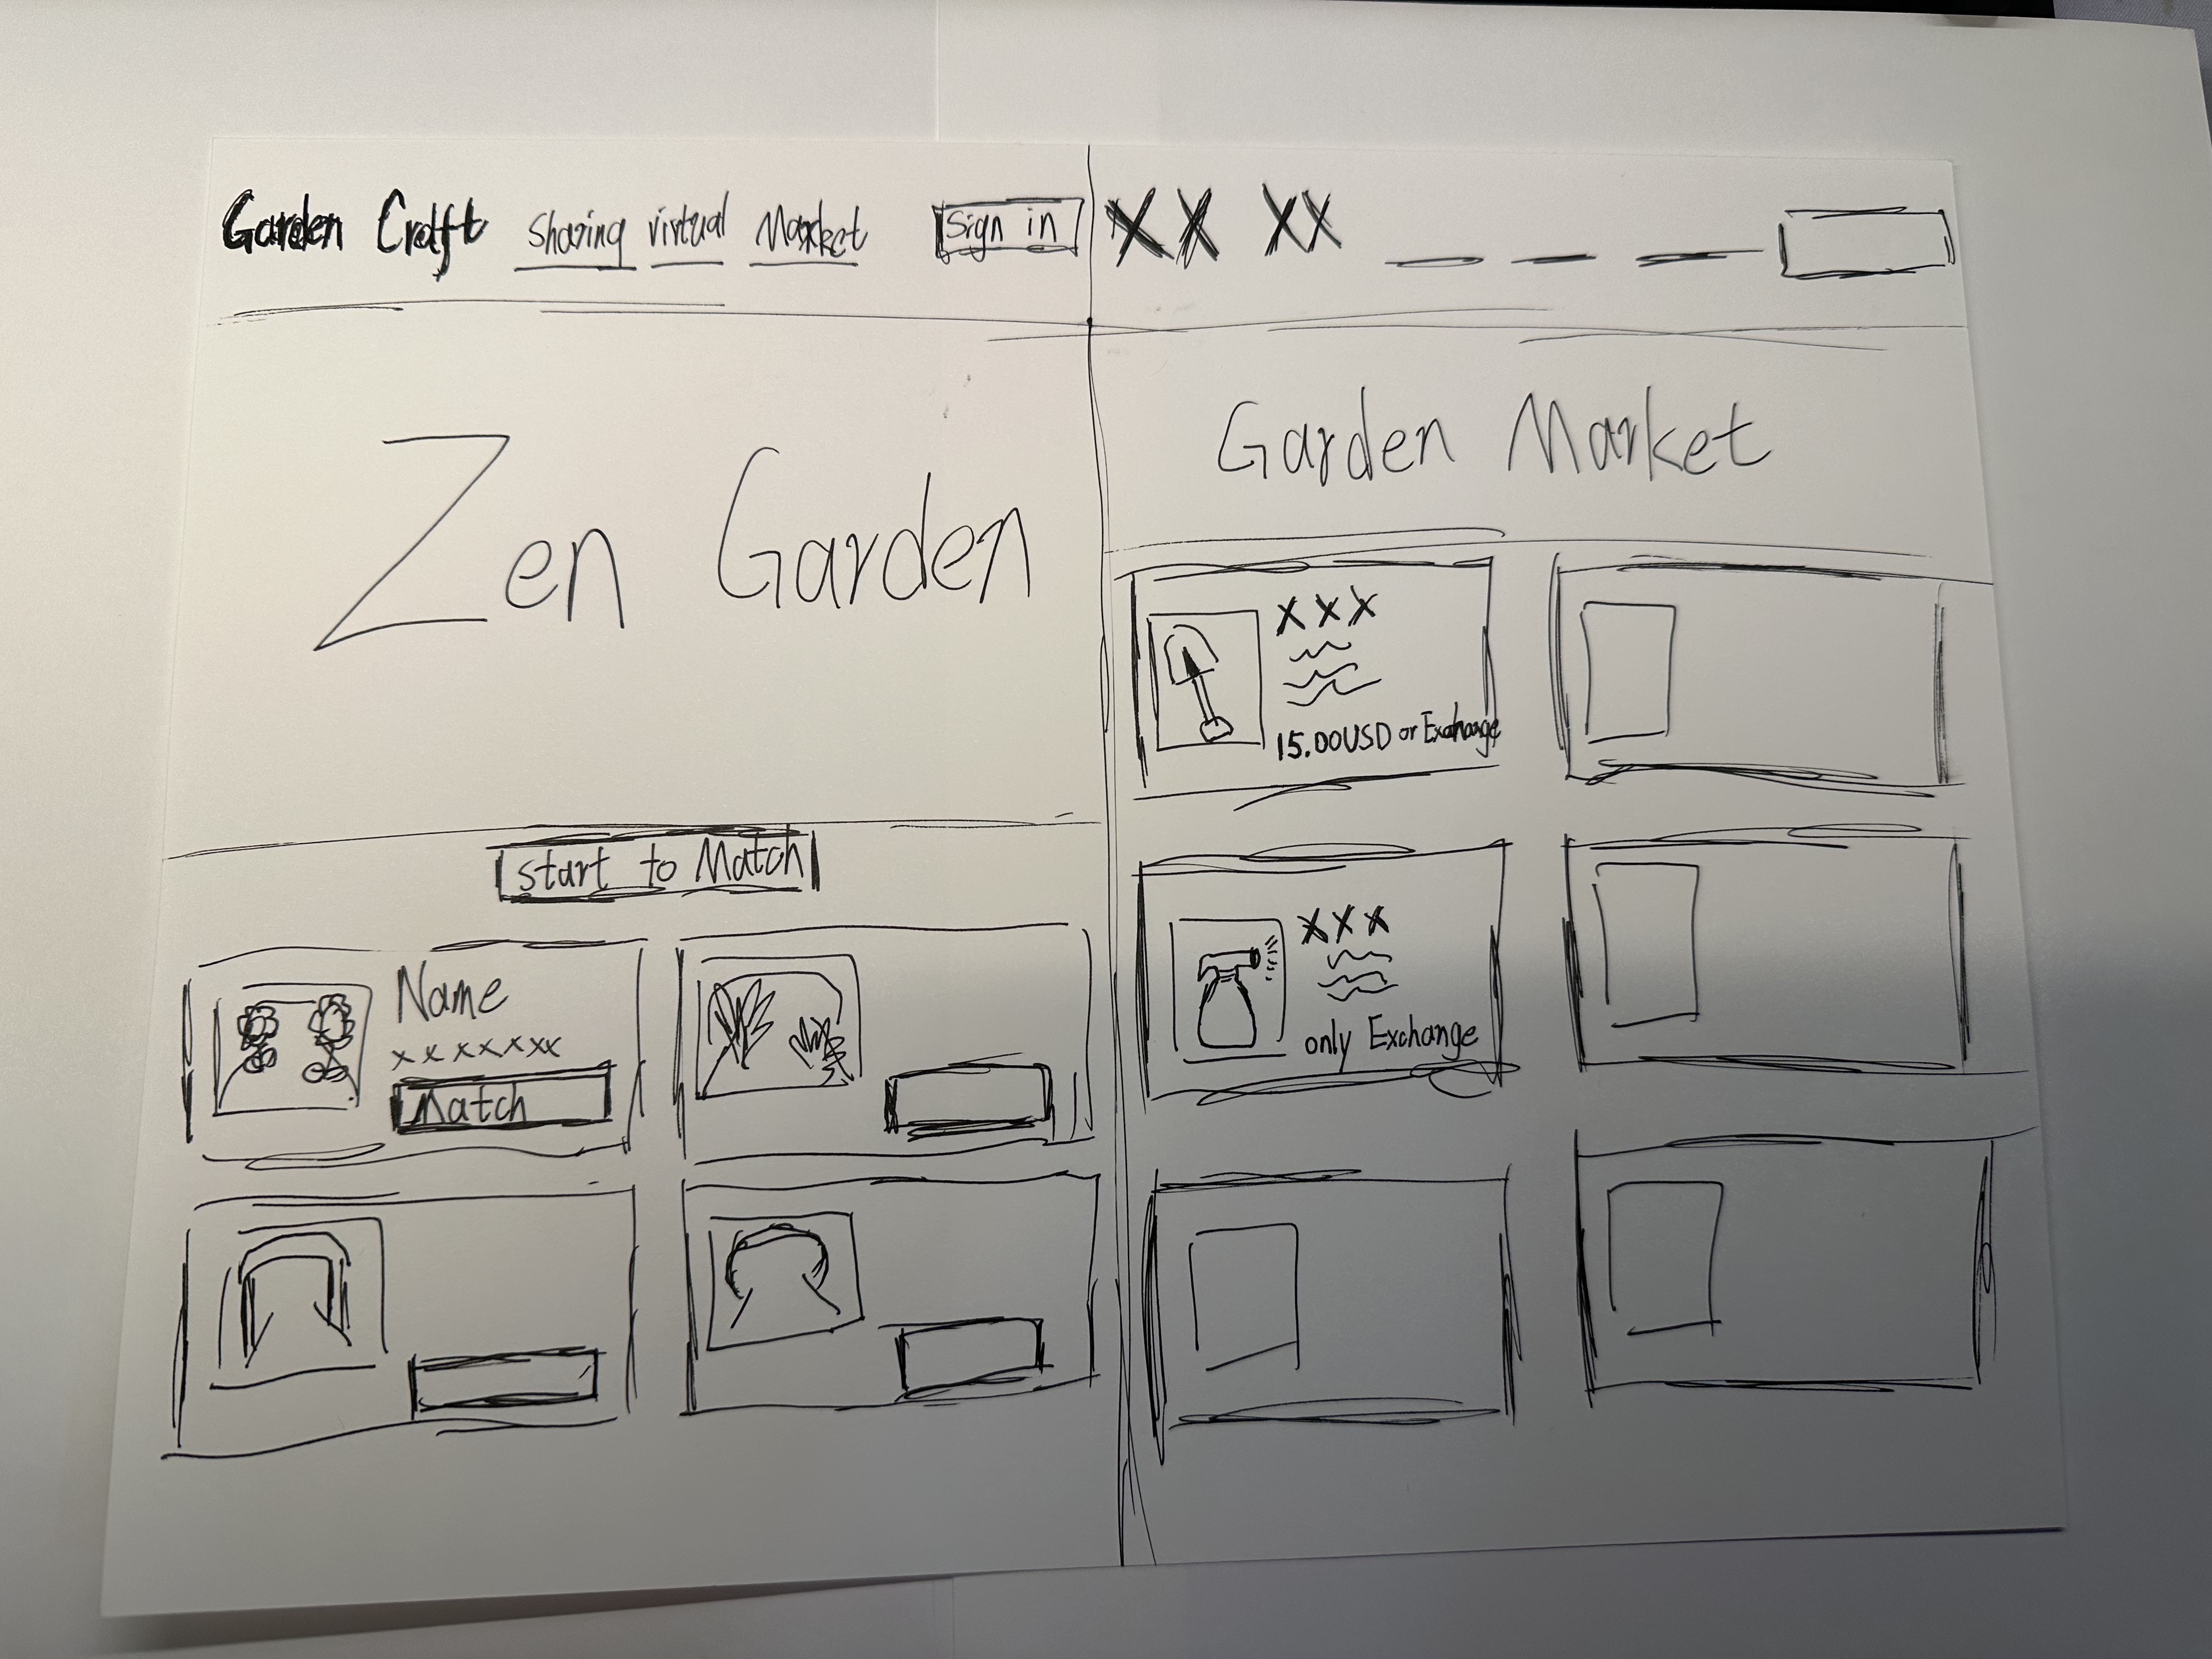 Garden Craft sharing virtual Market Sign in
Zen Garden
start to Match
Name
xxxxxxx
Match
XX XX
Garden Market
XXX
15.00USD or Exchange
XXX
only Exchange